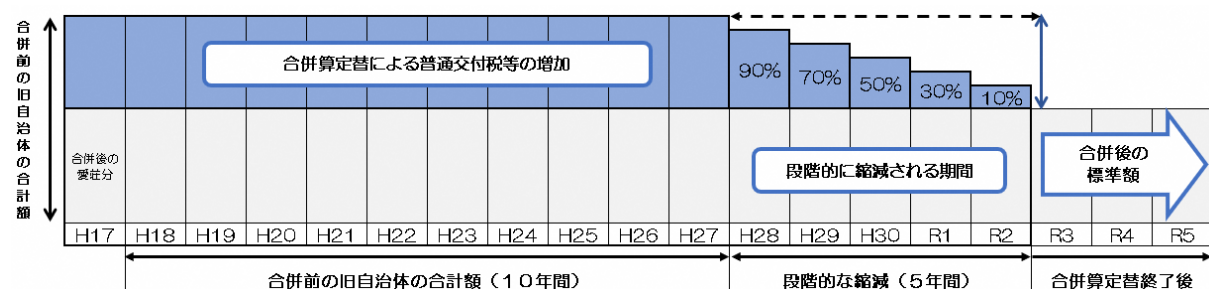 合併前の旧自治体の合計額
合併算定替による普通交付税等の増加
90%
70%
50%
30%
10%
合併後の
愛荘分
段階的に縮減される期間
合併後の
標準額
H17 H18 H19 H20 H21 H22 H23 H24 H25 H26 H27 H28 H29 H30 R1 R2 R3 R4 R5
合併前の旧自治体の合計額(10年間) 段階的な縮減(5年間) 合併算定替終了後